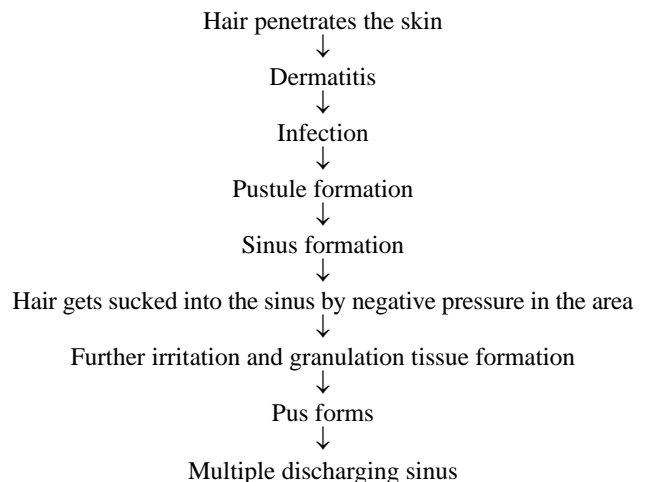 Hair penetrates the skin
↓
Dermatitis
↓
Infection
↓
Pustule formation
↓
Sinus formation
↓
Hair gets sucked into the sinus by negative pressure in the area
↓
Further irritation and granulation tissue formation
↓
Pus forms
↓
Multiple discharging sinus